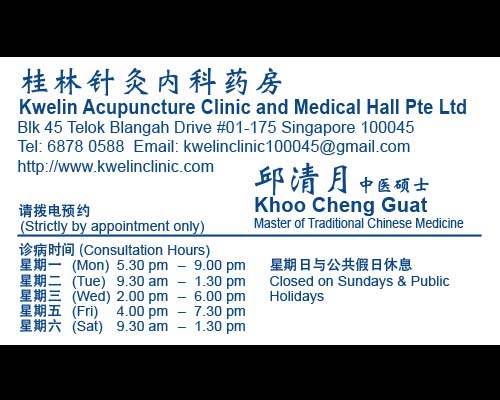 桂林针灸内科药房
Kwelin Acupuncture Clinic and Medical Hall Pte Ltd
Blk 45 Telok Blangah Drive #01-175 Singapore 100045
Tel: 6878 0588  Email: kwelinclinic100045@gmail.com
http://www.kwelinclinic.com
邱清月 中医硕士
Khoo Cheng Guat
Master of Traditional Chinese Medicine
请拨电预约
(Strictly by appointment only)
诊病时间 (Consultation Hours)
星期一 (Mon) 5.30 pm – 9.00 pm
星期二 (Tue) 9.30 am – 1.30 pm
星期三 (Wed) 2.00 pm – 6.00 pm
星期五 (Fri) 4.00 pm – 7.30 pm
星期六 (Sat) 9.30 am – 1.30 pm
星期日与公共假日休息
Closed on Sundays & Public
Holidays